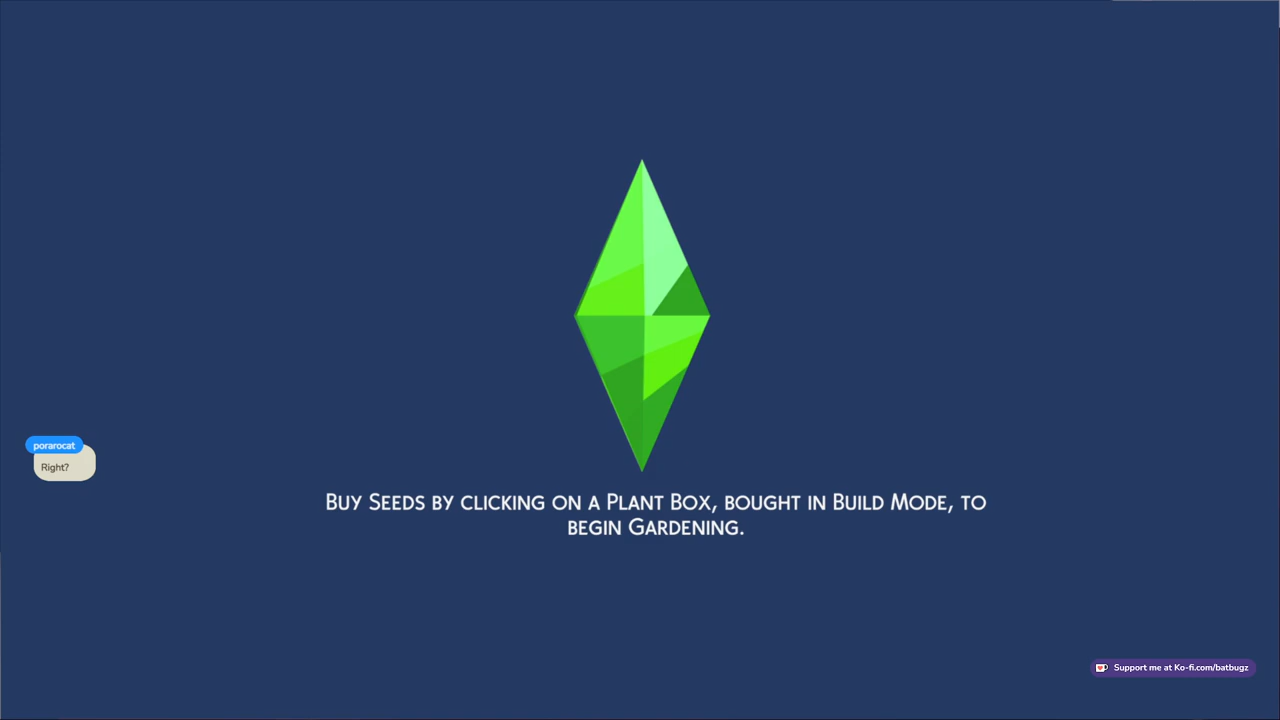 porarocat
Right?
Buy Seeds by clicking on a Plant Box, bought in Build Mode, to
begin Gardening.
Support me at Ko-fi.com/batbugz